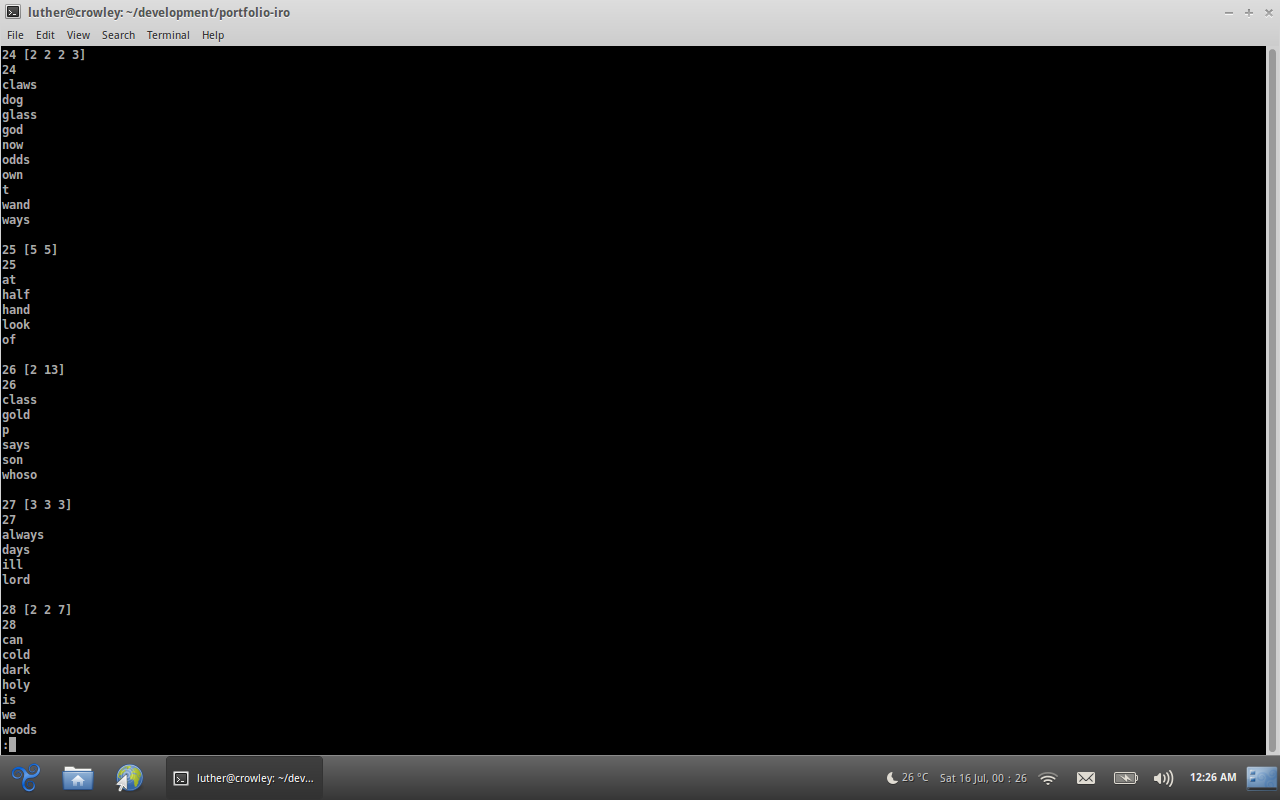 luther@crowley: ~/development/portfolio-iro
File Edit View Search Terminal Help
24 [2 2 2 3]
24
claws
dog
glass
god
now
odds
own
t
wand
ways

25 [5 5]
25
at
half
hand
look
of

26 [2 13]
26
class
gold
p
says
son
whoso

27 [3 3 3]
27
always
days
ill
lord

28 [2 2 7]
28
can
cold
dark
holy
is
we
woods
:
luther@crowley: ~/dev... 26 °C Sat 16 Jul, 00 : 26 12:26 AM